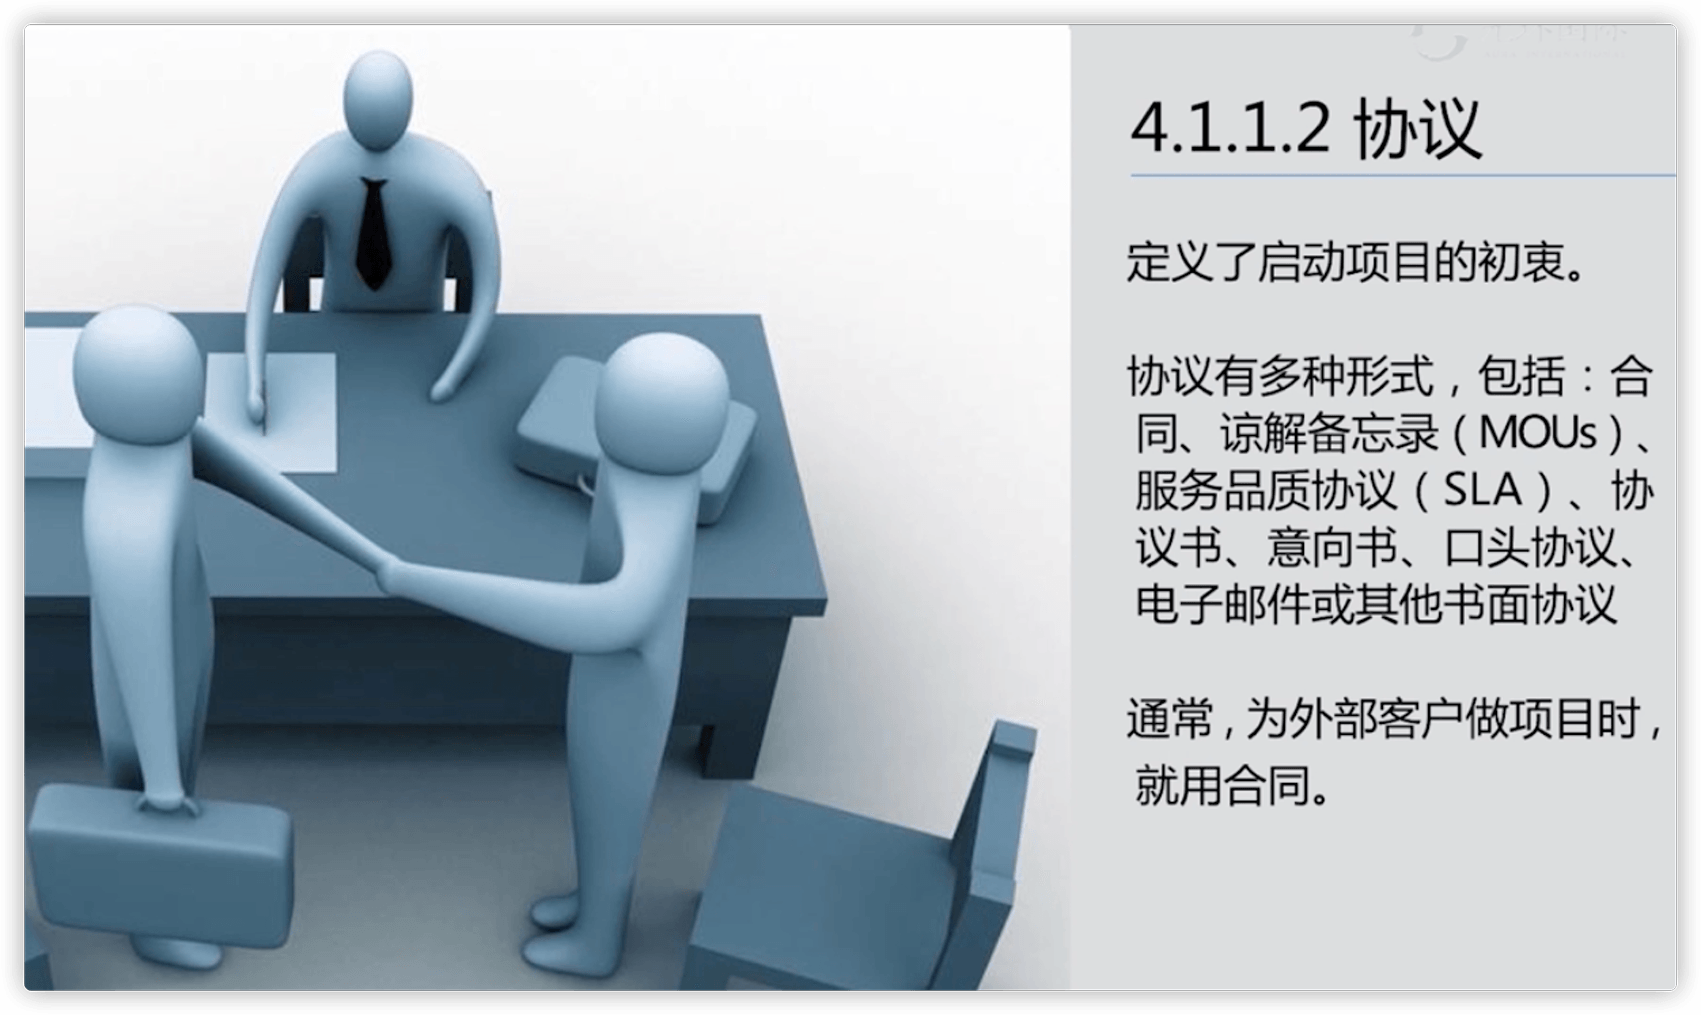 4.1.1.2 协议
定义了启动项目的初衷。
协议有多种形式，包括：合
同、谅解备忘录（MOUs）、
服务品质协议（SLA）、协
议书、意向书、口头协议、
电子邮件或其他书面协议
通常，为外部客户做项目时，
就用合同。